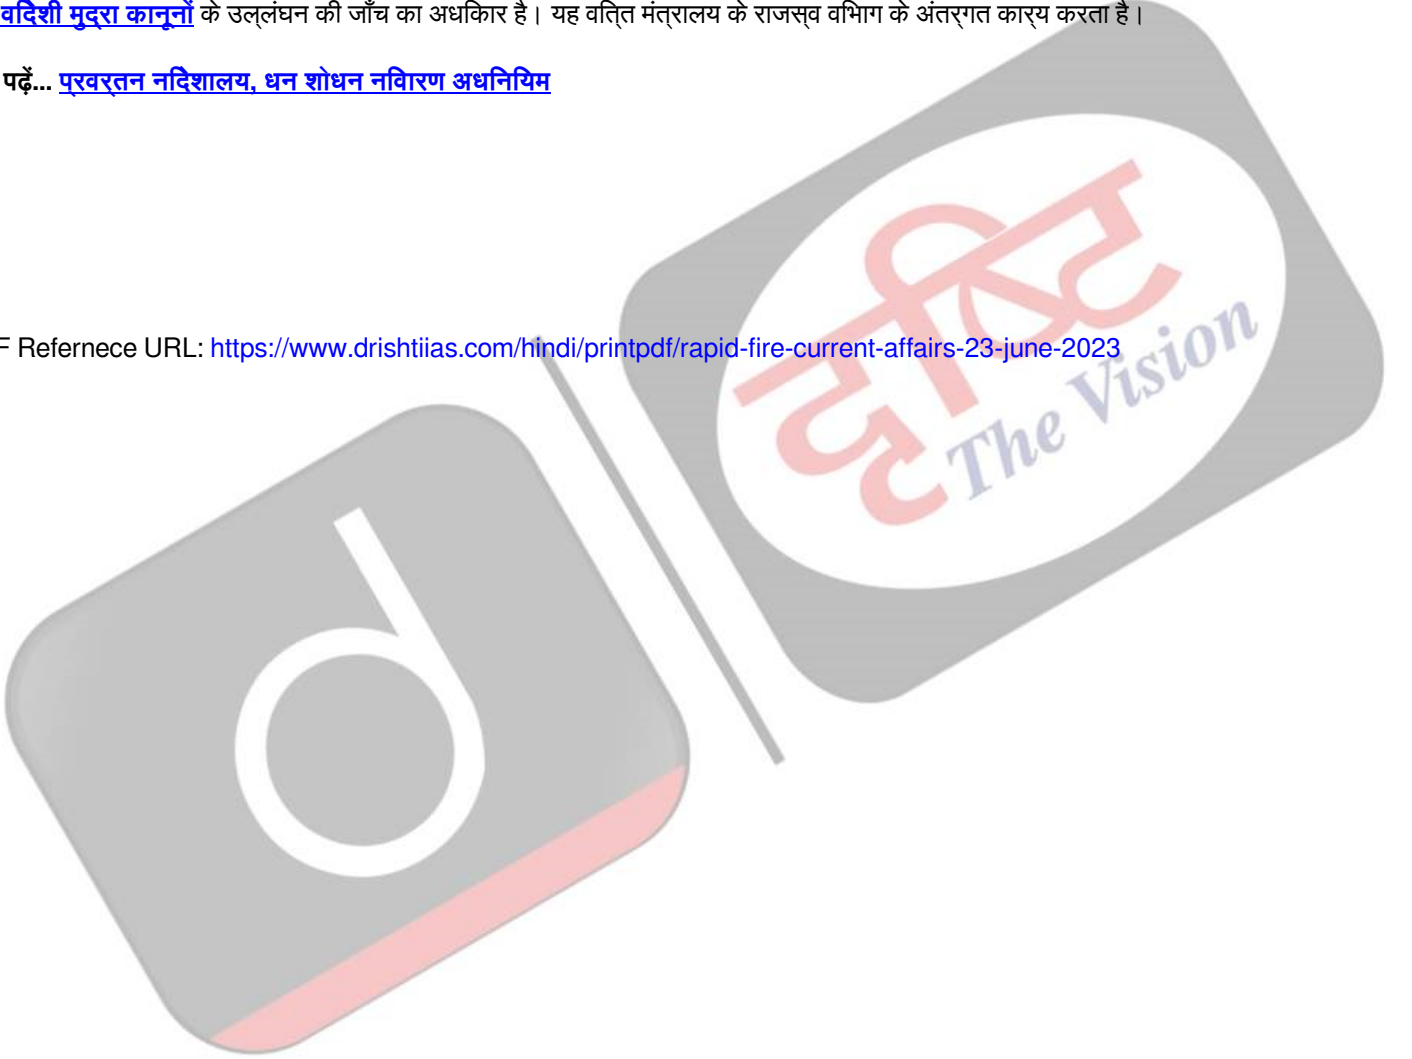 विदेशी मुद्रा कानूनों के उल्लंघन की जाँच का अधिकार है। यह वित्त मंत्रालय के राजस्व विभाग के अंतर्गत कार्य करता है।
पढ़ें... प्रवर्तन निदेशालय, धन शोधन निवारण अधिनियम
F Refernece URL: https://www.drishtiias.com/hindi/printpdf/rapid-fire-current-affairs-23-june-2023
दृष्टि
The Vision
d